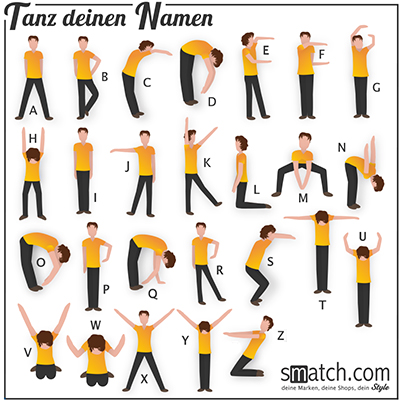 Tanz deinen Namen
A B C D E F G
H I J K L M N
O P Q R S T U
V W X Y Z
smatch.com
deine Marken, deine Shops, dein Style